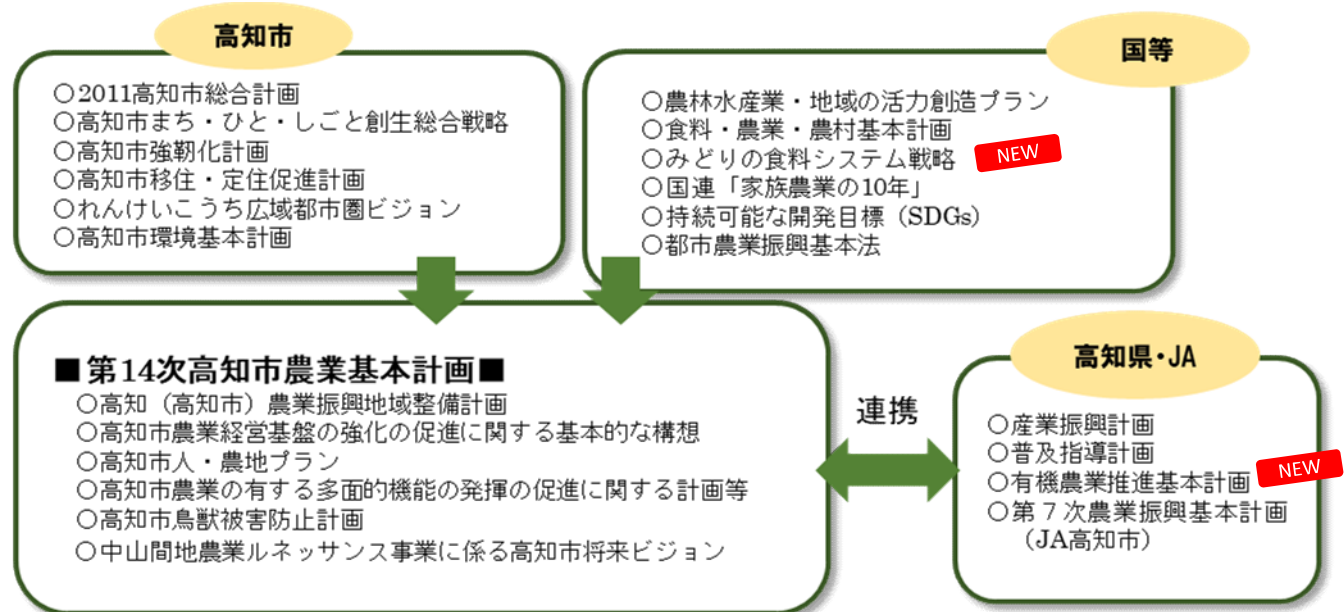 高知市
○2011高知市総合計画
○高知市まち・ひと・しごと創生総合戦略
○高知市強靭化計画
○高知市移住・定住促進計画
○れんけいこうち広域都市圏ビジョン
○高知市環境基本計画
国等
○農林水産業・地域の活力創造プラン
○食料・農業・農村基本計画
○みどりの食料システム戦略 NEW
○国連「家族農業の10年」
○持続可能な開発目標（SDGs）
○都市農業振興基本法
■第14次高知市農業基本計画■
○高知（高知市）農業振興地域整備計画
○高知市農業経営基盤の強化の促進に関する基本的な構想
○高知市人・農地プラン
○高知市農業の有する多面的機能の発揮の促進に関する計画等
○高知市鳥獣被害防止計画
○中山間地農業ルネッサンス事業に係る高知市将来ビジョン
連携
高知県・JA
○産業振興計画
○普及指導計画
○有機農業推進基本計画 NEW
○第７次農業振興基本計画
（JA高知市）